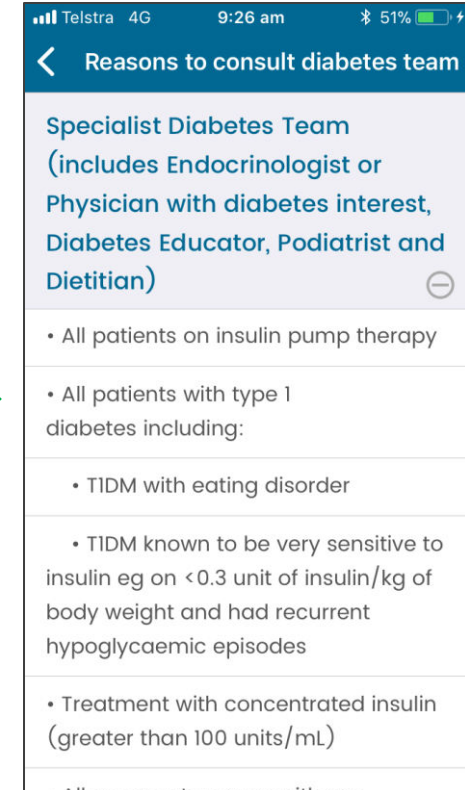 Telstra 4G 9:26 am 51%
Reasons to consult diabetes team
Specialist Diabetes Team
(includes Endocrinologist or
Physician with diabetes interest,
Diabetes Educator, Podiatrist and
Dietitian)
• All patients on insulin pump therapy
• All patients with type 1
diabetes including:
• T1DM with eating disorder
• T1DM known to be very sensitive to
insulin eg on <0.3 unit of insulin/kg of
body weight and had recurrent
hypoglycaemic episodes
• Treatment with concentrated insulin
(greater than 100 units/mL)